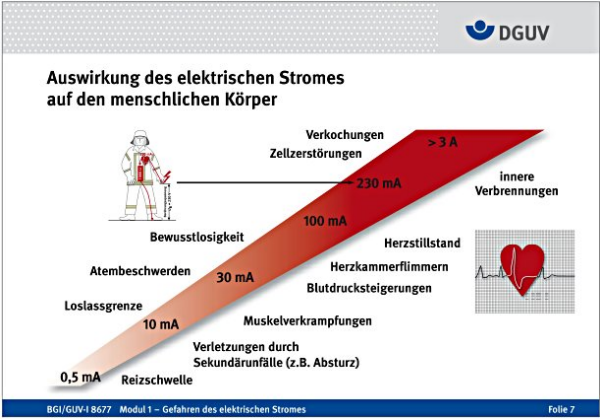 DGUV
Auswirkung des elektrischen Stromes
auf den menschlichen Körper
Verkochungen
> 3 A
Zellzerstörungen
innere
Verbrennungen
230 mA
100 mA
Bewusstlosigkeit
Herzstillstand
Atembeschwerden
30 mA
Herzkammerflimmern
Blutdrucksteigerungen
Loslassgrenze
10 mA
Muskelverkrampfungen
Verletzungen durch
Sekundärunfälle (z.B. Absturz)
0,5 mA
Reizschwelle
BGI/GUV-I 8677 Modul 1 – Gefahren des elektrischen Stromes
Folie 7